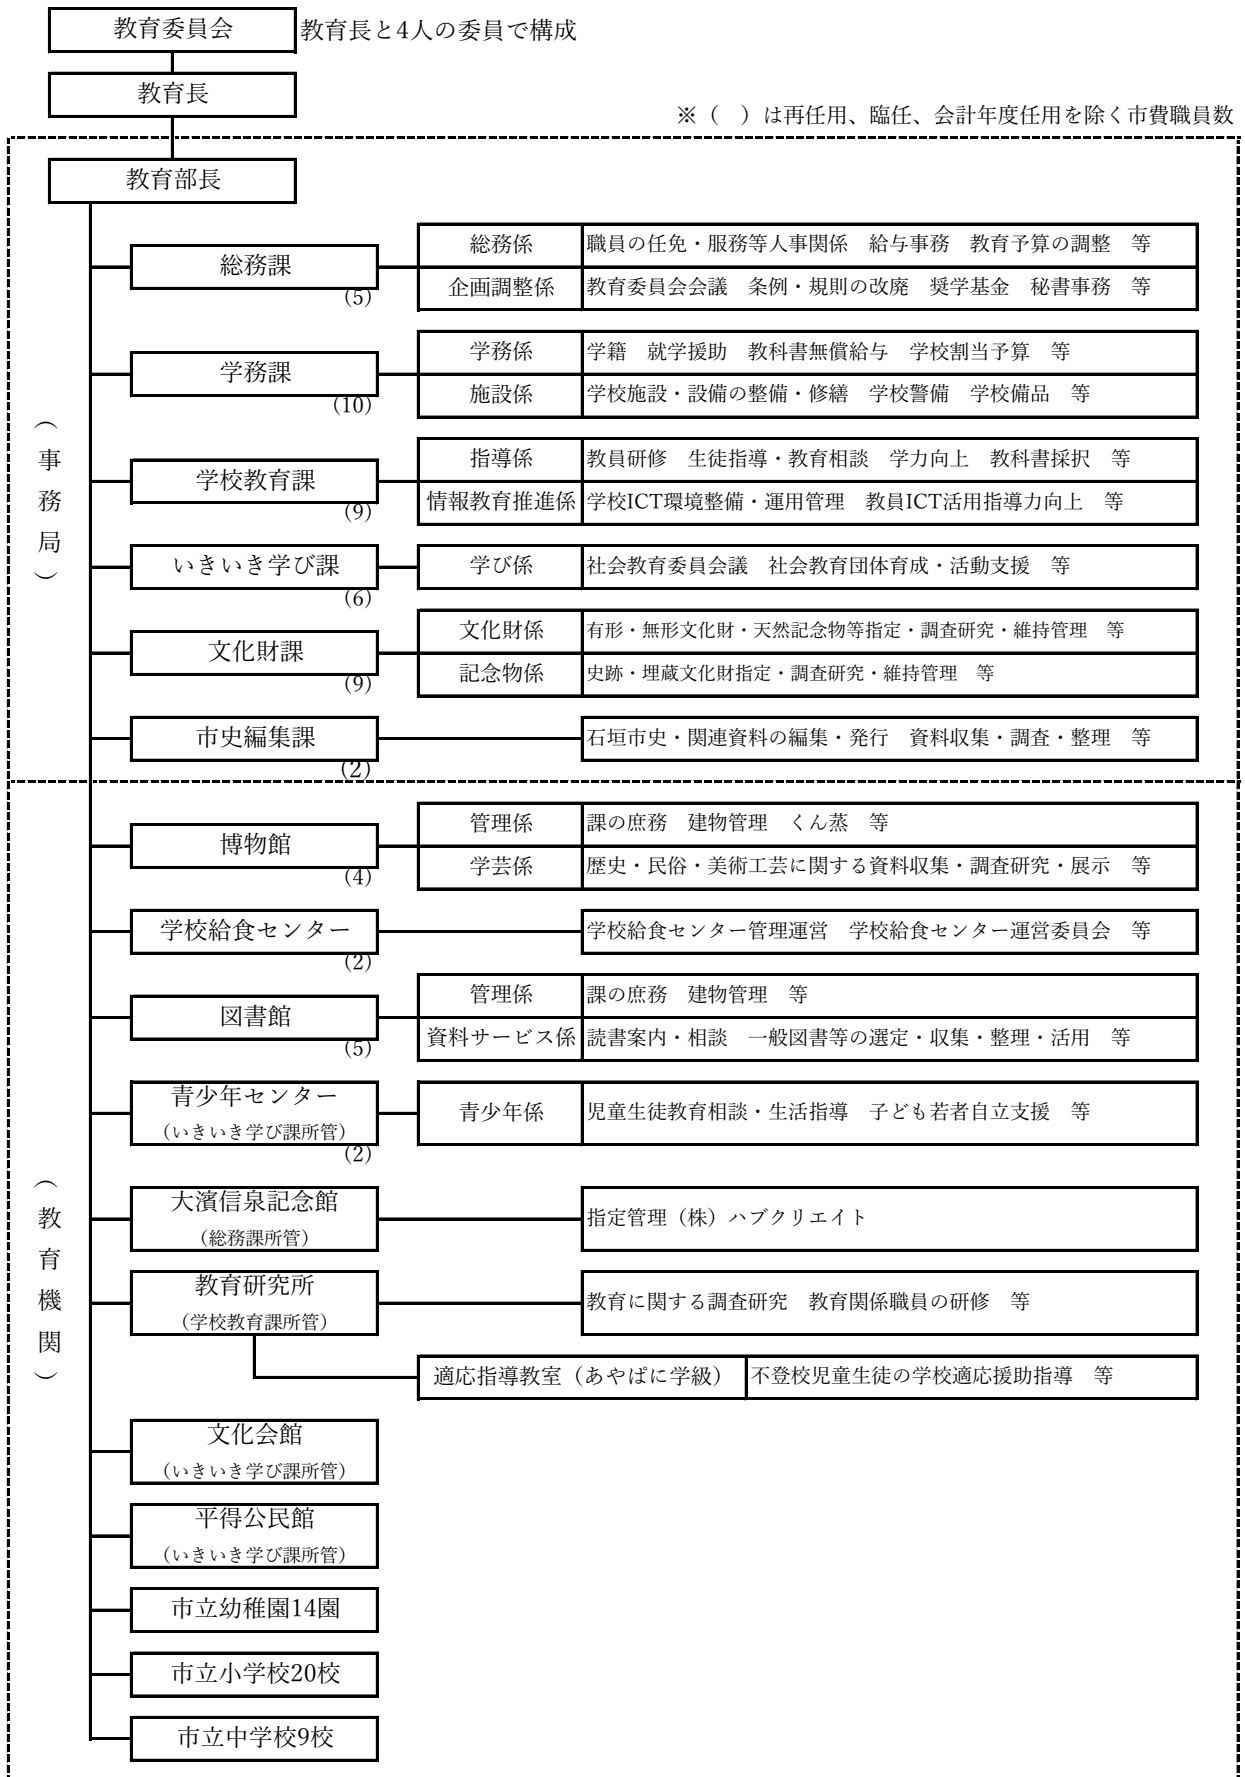 教育委員会 教育長と4人の委員で構成
教育長
※（　）は再任用、臨任、会計年度任用を除く市費職員数
教育部長
（事務局）
総務課
(5)
総務係 職員の任免・服務等人事関係　給与事務　教育予算の調整　等
企画調整係 教育委員会会議　条例・規則の改廃　奨学基金　秘書事務　等
学務課
(10)
学務係 学籍　就学援助　教科書無償給与　学校割当予算　等
施設係 学校施設・設備の整備・修繕　学校警備　学校備品　等
学校教育課
(9)
指導係 教員研修　生徒指導・教育相談　学力向上　教科書採択　等
情報教育推進係 学校ICT環境整備・運用管理　教員ICT活用指導力向上　等
いきいき学び課
(6)
学び係 社会教育委員会議　社会教育団体育成・活動支援　等
文化財課
(9)
文化財係 有形・無形文化財・天然記念物等指定・調査研究・維持管理　等
記念物係 史跡・埋蔵文化財指定・調査研究・維持管理　等
市史編集課
(2)
石垣市史・関連資料の編集・発行　資料収集・調査・整理　等
（教育機関）
博物館
(4)
管理係 課の庶務　建物管理　くん蒸　等
学芸係 歴史・民俗・美術工芸に関する資料収集・調査研究・展示　等
学校給食センター
(2)
学校給食センター管理運営　学校給食センター運営委員会　等
図書館
(5)
管理係 課の庶務　建物管理　等
資料サービス係 読書案内・相談　一般図書等の選定・収集・整理・活用　等
青少年センター
（いきいき学び課所管）
(2)
青少年係 児童生徒教育相談・生活指導　子ども若者自立支援　等
大濱信泉記念館
（総務課所管）
指定管理（株）ハブクリエイト
教育研究所
（学校教育課所管）
教育に関する調査研究　教育関係職員の研修　等
適応指導教室（あやぱに学級） 不登校児童生徒の学校適応援助指導　等
文化会館
（いきいき学び課所管）
平得公民館
（いきいき学び課所管）
市立幼稚園14園
市立小学校20校
市立中学校9校